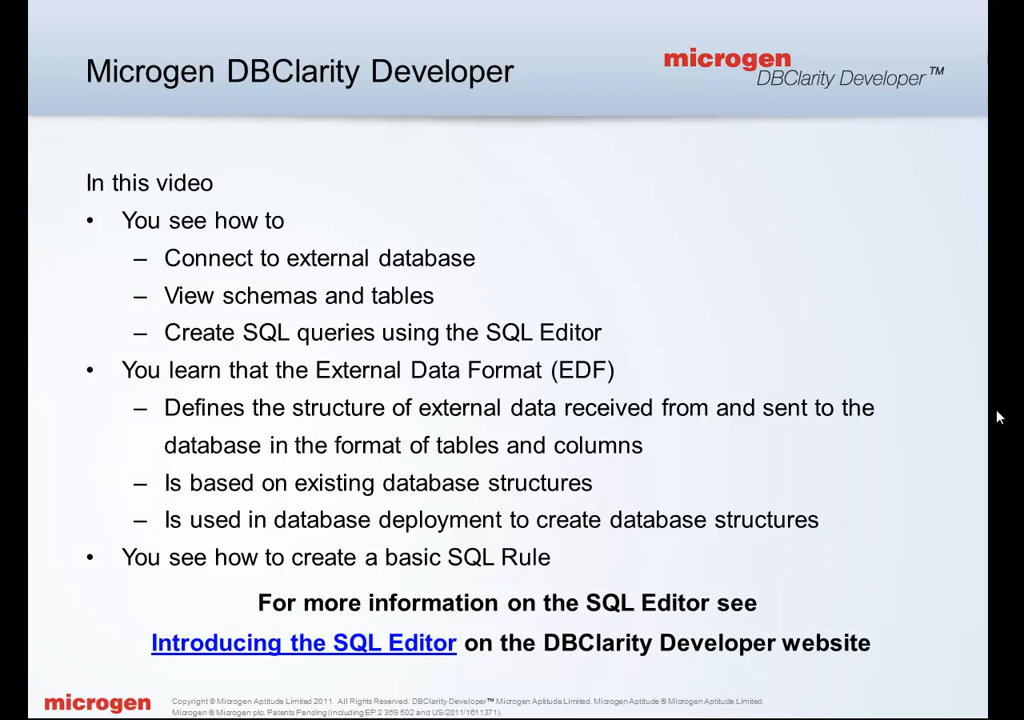 Microgen DBClarity Developer
microgen
DBClarity Developer™
In this video
• You see how to
– Connect to external database
– View schemas and tables
– Create SQL queries using the SQL Editor
• You learn that the External Data Format (EDF)
– Defines the structure of external data received from and sent to the
database in the format of tables and columns
– Is based on existing database structures
– Is used in database deployment to create database structures
• You see how to create a basic SQL Rule
For more information on the SQL Editor see
Introducing the SQL Editor on the DBClarity Developer website
microgen
Copyright © Microgen Aptitude Limited 2011. All Rights Reserved. DBClarity Developer™ Microgen Aptitude Limited. Microgen Aptitude ® Microgen Aptitude Limited.
Microgen ® Microgen plc. Patents Pending (including EP 2 369 502 and US/2011/1611371).